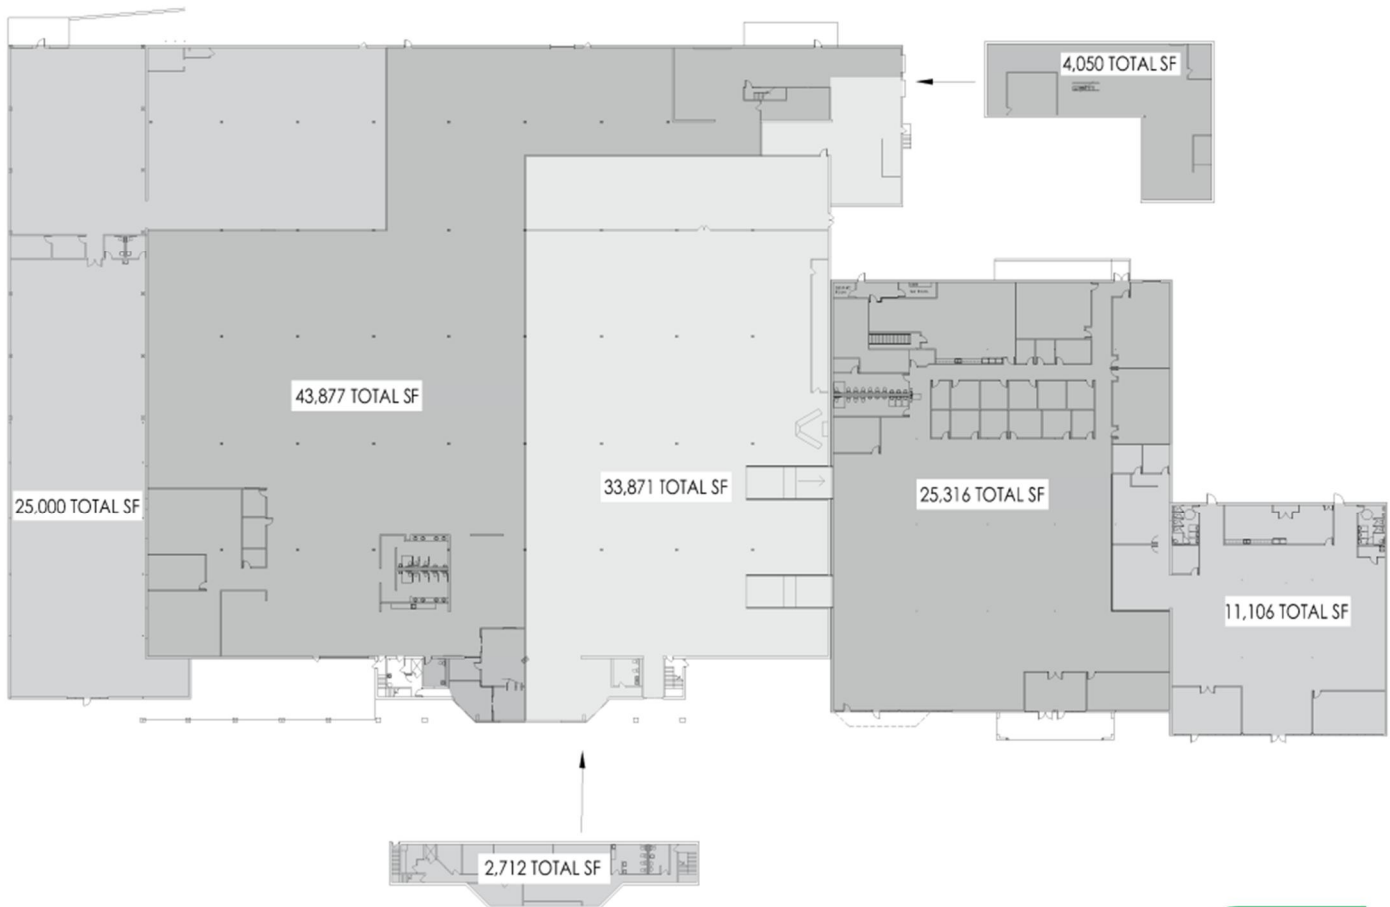 4,050 TOTAL SF
43,877 TOTAL SF
33,871 TOTAL SF
25,316 TOTAL SF
25,000 TOTAL SF
11,106 TOTAL SF
2,712 TOTAL SF